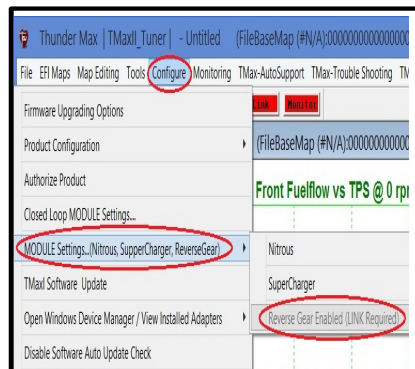 Thunder Max | TMaxII_Tuner | - Untitled (FileBaseMap (#N/A):0000000000000000
File EFI Maps Map Editing Tools Configure Monitoring TMax-AutoSupport TMax-Trouble Shooting
Link Monitor
Firmware Upgrading Options
Product Configuration
(FileBaseMap (#N/A):000000000
Authorize Product
Front Fuelflow vs TPS @ 0 rpm
Closed Loop MODULE Settings...
MODULE Settings...(Nitrous, SupperCharger, ReverseGear)
Nitrous
TMaxI Software Update
SuperCharger
Open Windows Device Manager / View Installed Adapters
Reverse Gear Enabled (LINK Required)
Disable Software Auto Update Check